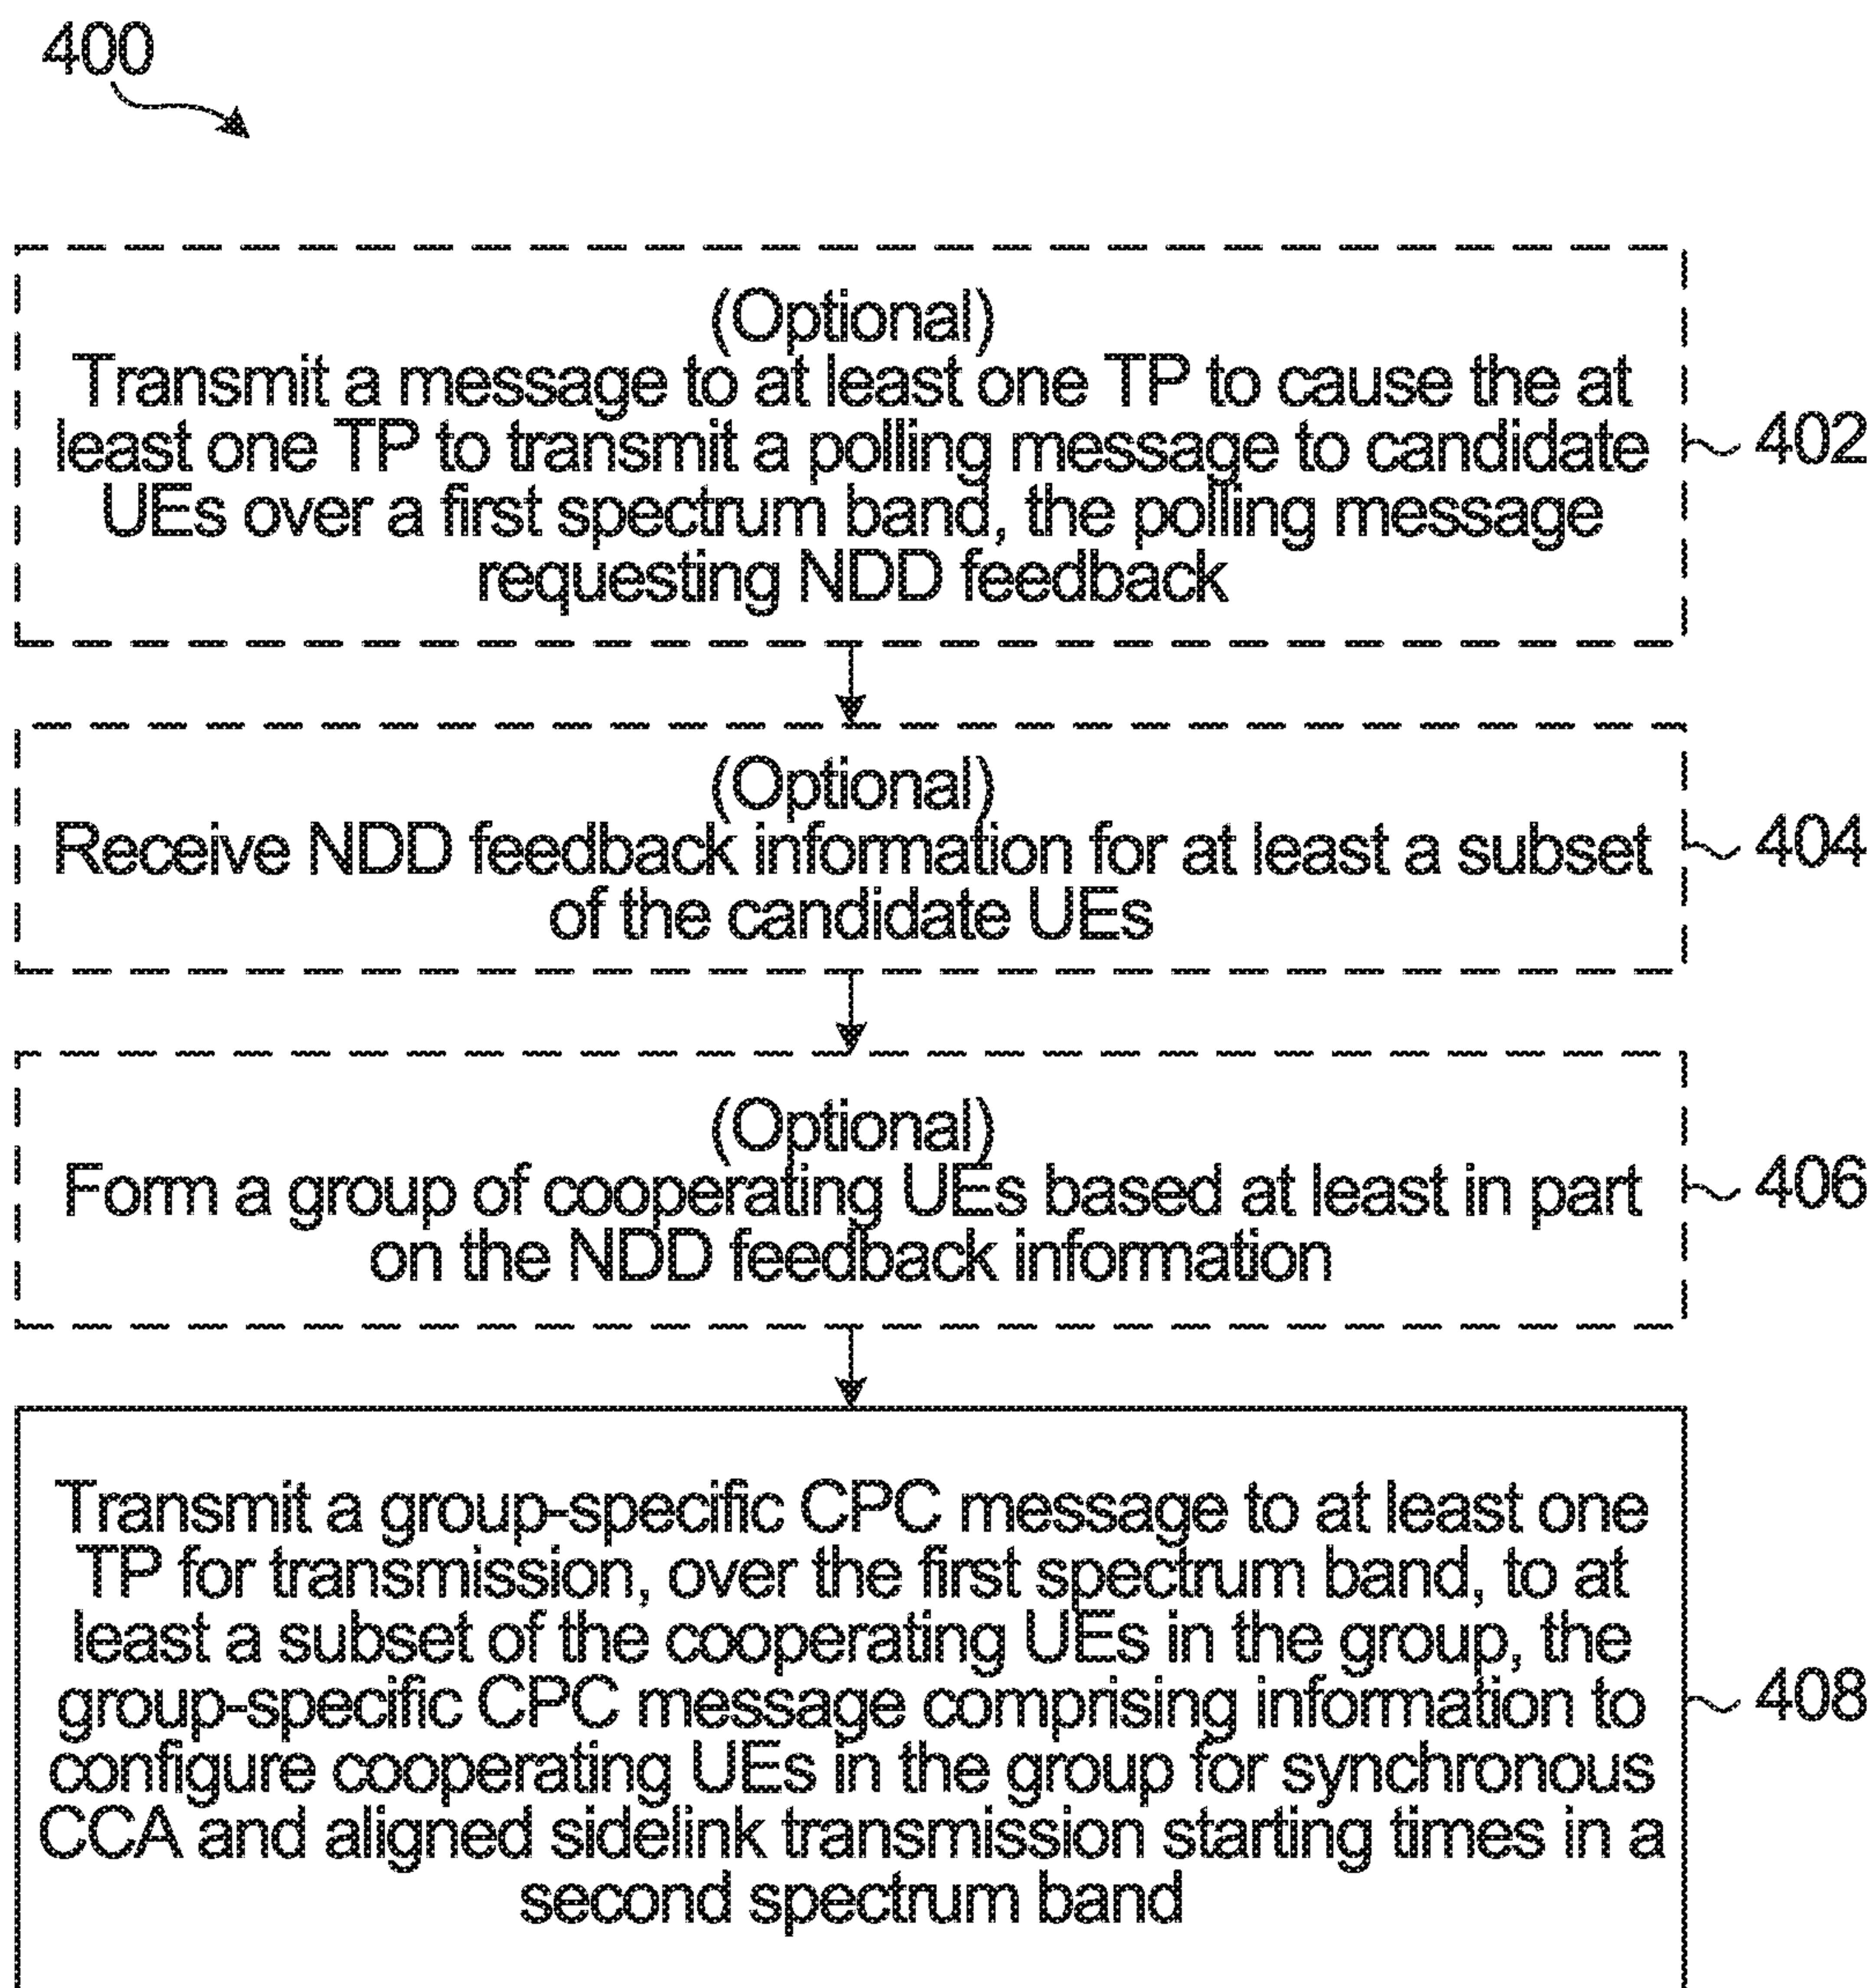 400
(Optional)
Transmit a message to at least one TP to cause the at
least one TP to transmit a polling message to candidate
UEs over a first spectrum band, the polling message
requesting NDD feedback
402
(Optional)
Receive NDD feedback information for at least a subset
of the candidate UEs
404
(Optional)
Form a group of cooperating UEs based at least in part
on the NDD feedback information
406
Transmit a group-specific CPC message to at least one
TP for transmission, over the first spectrum band, to at
least a subset of the cooperating UEs in the group, the
group-specific CPC message comprising information to
configure cooperating UEs in the group for synchronous
CCA and aligned sidelink transmission starting times in a
second spectrum band
408